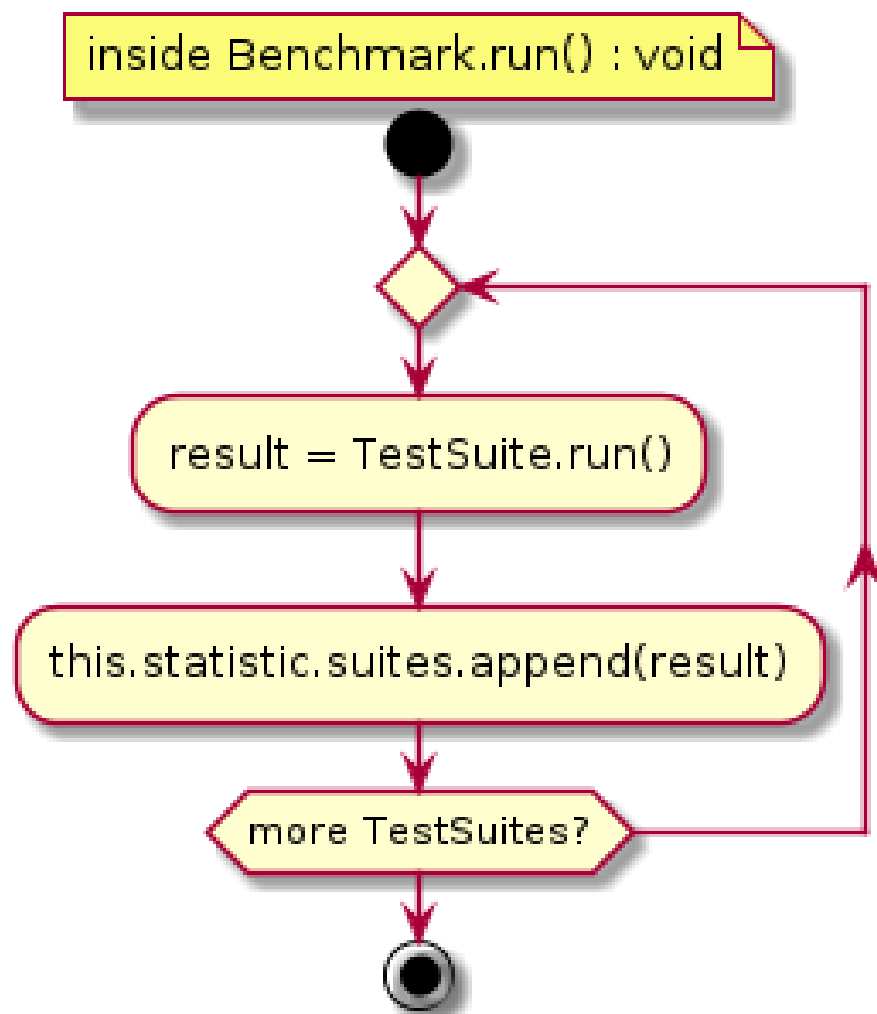 inside Benchmark.run() : void
result = TestSuite.run()
this.statistic.suites.append(result)
more TestSuites?